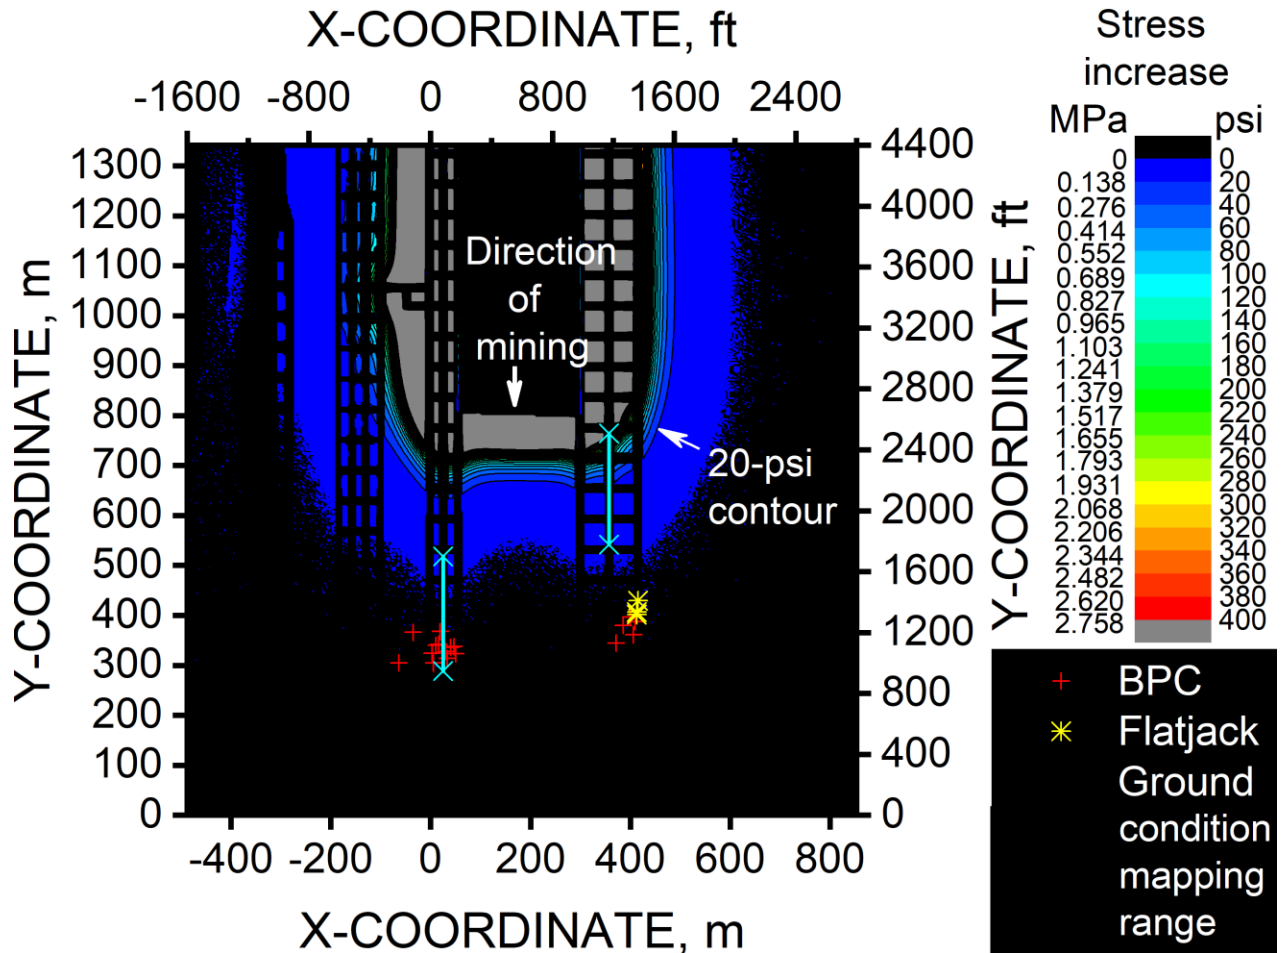 X-COORDINATE, ft
-1600 -800 0 800 1600 2400
Y-COORDINATE, m
1300
1200
1100
1000
900
800
700
600
500
400
300
200
100
0
Direction
of
mining
20-psi
contour
4400
4000
3600
3200
2800
2400
2000
1600
1200
800
400
0
Y-COORDINATE, ft
-400 -200 0 200 400 600 800
X-COORDINATE, m
Stress
increase
MPa psi
0 0
0.138 20
0.276 40
0.414 60
0.552 80
0.689 100
0.827 120
0.965 140
1.103 160
1.241 180
1.379 200
1.517 220
1.655 240
1.793 260
1.931 280
2.068 300
2.206 320
2.344 340
2.482 360
2.620 380
2.758 400
BPC
Flatjack
Ground
condition
mapping
range